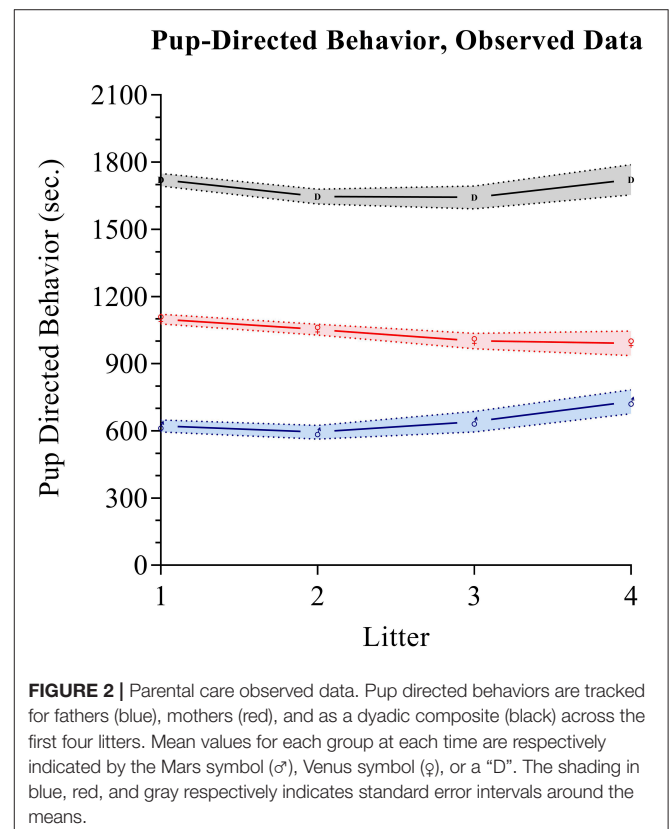 Pup-Directed Behavior, Observed Data
Pup Directed Behavior (sec.)
2100
1800
1500
1200
900
600
300
0
D D D D
♀ ♀ ♀ ♀
♂ ♂ ♂ ♂
1 2 3 4
Litter
FIGURE 2 | Parental care observed data. Pup directed behaviors are tracked
for fathers (blue), mothers (red), and as a dyadic composite (black) across the
first four litters. Mean values for each group at each time are respectively
indicated by the Mars symbol (♂), Venus symbol (♀), or a “D”. The shading in
blue, red, and gray respectively indicates standard error intervals around the
means.